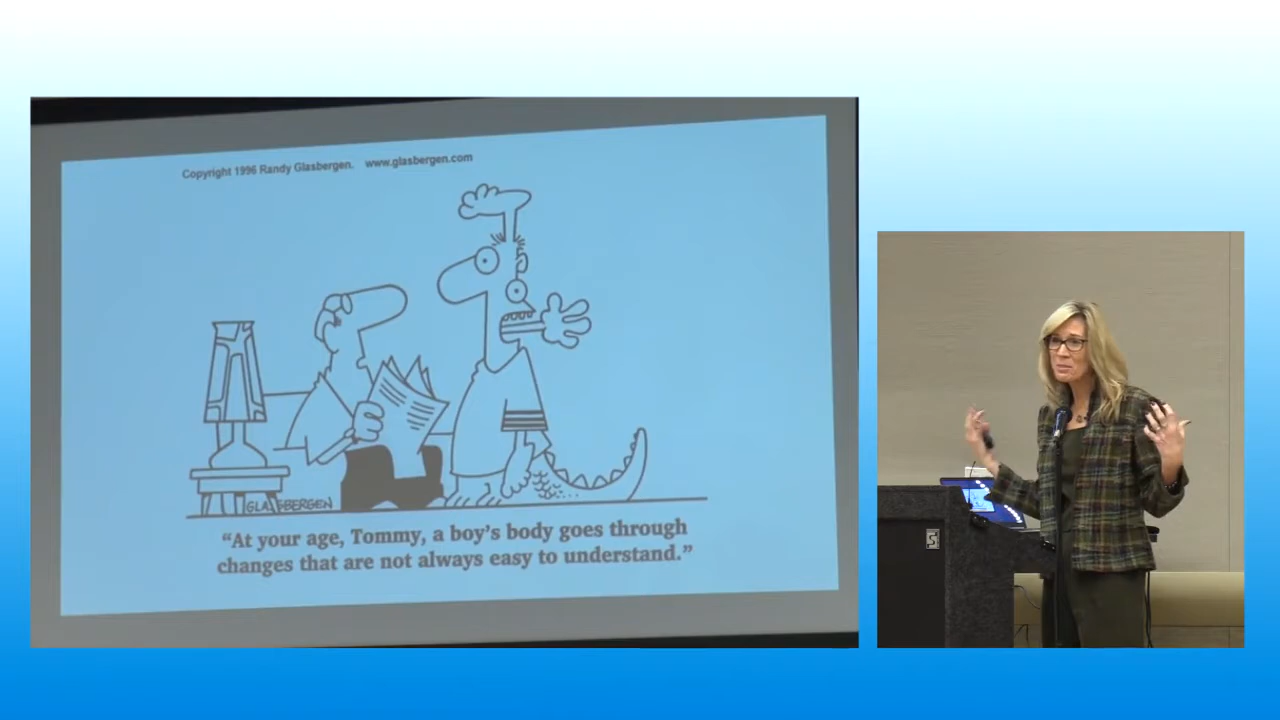 Copyright 1996 Randy Glasbergen. www.glasbergen.com
GLASBERGEN
“At your age, Tommy, a boy’s body goes through
changes that are not always easy to understand.”